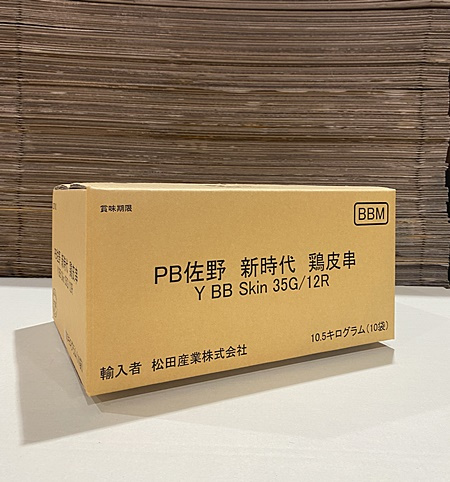 賞味期限
BBM
PB佐野 新時代 鶏皮串
Y BB Skin 35G/12R
10.5キログラム(10袋)
輸入者 松田産業株式会社